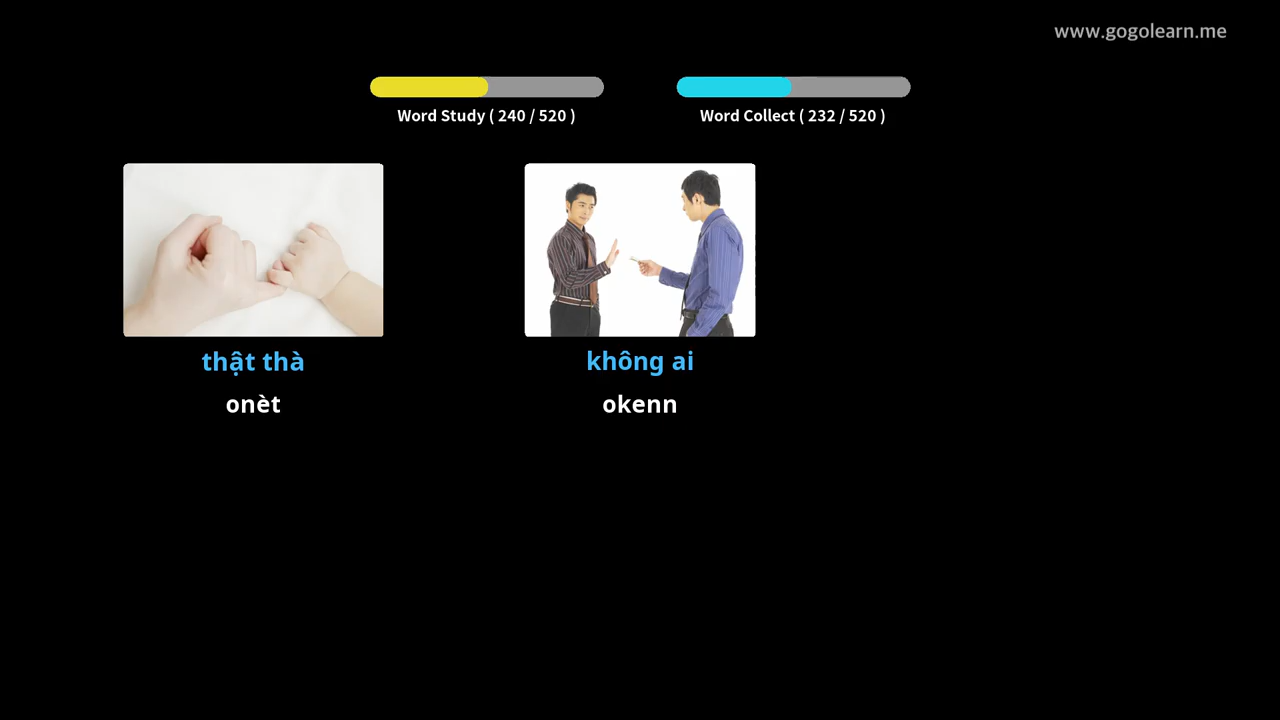 www.gogolearn.me
Word Study ( 240 / 520 )
Word Collect ( 232 / 520 )
thật thà
không ai
onèt
okenn